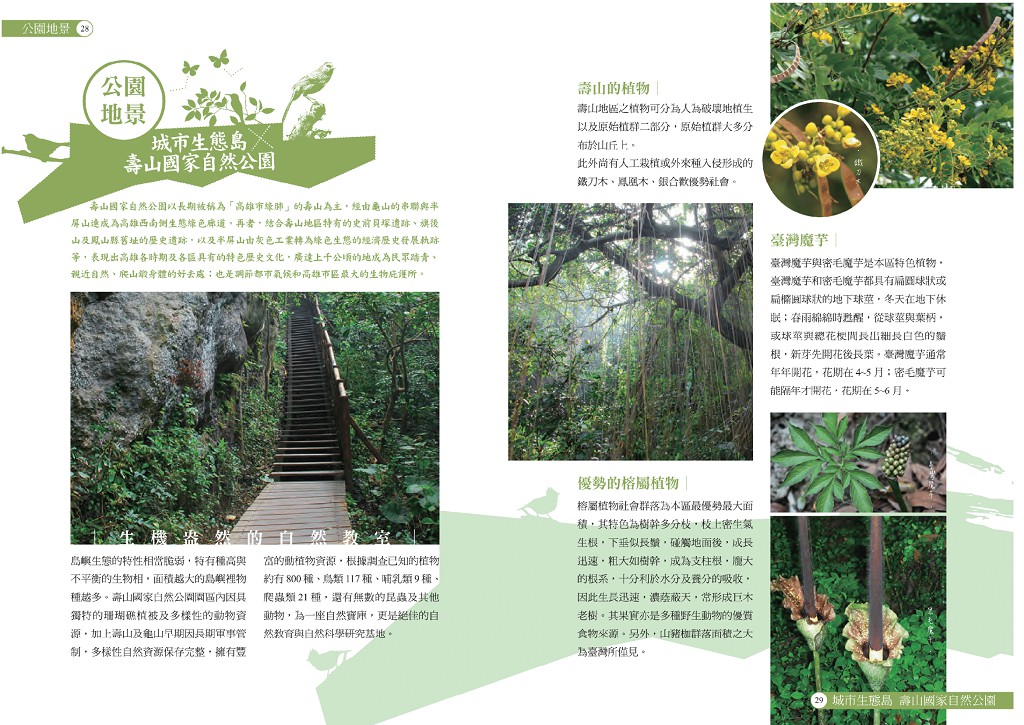 公園地景 28
公園
地景
城市生態島
壽山國家自然公園
壽山國家自然公園以長期被稱為「高雄市綠肺」的壽山為主，經由龜山的串聯與半
屏山連成為高雄西南側生態綠色廊道。再者，結合壽山地區特有的史前貝塚遺跡、旗後
山及鳳山縣舊址的歷史遺跡，以及半屏山由灰色工業轉為綠色生態的經濟歷史發展軌跡
等，表現出高雄各時期及各區具有的特色歷史文化，廣達上千公頃的地成為民眾踏青、
親近自然、爬山鍛身體的好去處；也是調節都市氣候和高雄市區最大的生物庇護所。
生機盎然的自然教室
島嶼生態的特性相當脆弱，特有種高與
不平衡的生物相，面積越大的島嶼裡物
種越多。壽山國家自然公園園區內因具
獨特的珊瑚礁植被及多樣性的動物資
源，加上壽山及龜山早期因長期軍事管
制，多樣性自然資源保存完整，擁有豐
富的動植物資源，根據調查已知的植物
約有 800 種、鳥類 117 種、哺乳類 9 種、
爬蟲類 21 種，還有無數的昆蟲及其他
動物，為一座自然寶庫，更是絕佳的自
然教育與自然科學研究基地。
壽山的植物
壽山地區之植物可分為人為破壞地植生
以及原始植群二部分，原始植群大多分
布於山丘上。
此外尚有人工栽植或外來種入侵形成的
鐵刀木、鳳凰木、銀合歡優勢社會。
優勢的榕屬植物
榕屬植物社會群落為本區最優勢最大面
積，其特色為樹幹多分枝，枝上密生氣
生根，下垂似長鬚，碰觸地面後，成長
迅速，粗大如樹幹，成為支柱根，龐大
的根系，十分利於水分及養分的吸收，
因此生長迅速，濃蔭蔽天，常形成巨木
老樹。其果實亦是多種野生動物的優質
食物來源。另外，山豬枷群落面積之大
為臺灣所僅見。
鐵刀木
臺灣魔芋
臺灣魔芋與密毛魔芋是本區特色植物，
臺灣魔芋和密毛魔芋都具有扁圓球狀或
扁橢圓球狀的地下球莖，冬天在地下休
眠；春雨綿綿時甦醒，從球莖與葉柄，
或球莖與總花梗間長出細長白色的鬚
根，新芽先開花後長葉。臺灣魔芋通常
年年開花，花期在 4~5 月；密毛魔芋可
能隔年才開花，花期在 5~6 月。
29 城市生態島 壽山國家自然公園